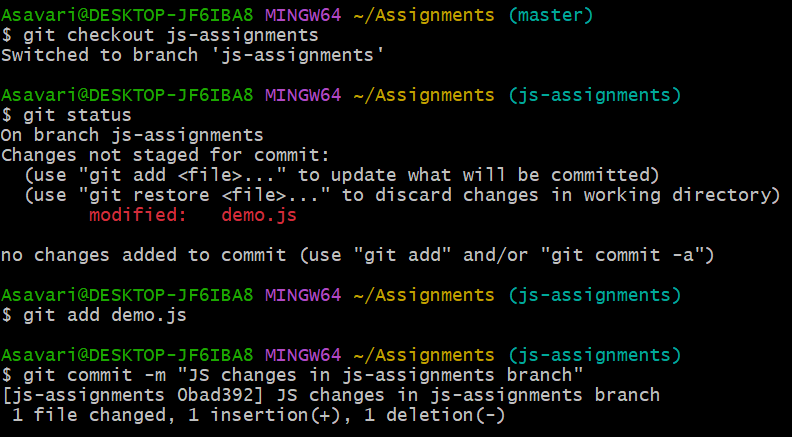 Asavari@DESKTOP-JF6IBA8 MINGW64 ~/Assignments (master)
$ git checkout js-assignments
Switched to branch 'js-assignments'
Asavari@DESKTOP-JF6IBA8 MINGW64 ~/Assignments (js-assignments)
$ git status
On branch js-assignments
Changes not staged for commit:
  (use "git add <file>..." to update what will be committed)
  (use "git restore <file>..." to discard changes in working directory)
        modified:   demo.js
no changes added to commit (use "git add" and/or "git commit -a")
Asavari@DESKTOP-JF6IBA8 MINGW64 ~/Assignments (js-assignments)
$ git add demo.js
Asavari@DESKTOP-JF6IBA8 MINGW64 ~/Assignments (js-assignments)
$ git commit -m "JS changes in js-assignments branch"
[js-assignments 0bad392] JS changes in js-assignments branch
 1 file changed, 1 insertion(+), 1 deletion(-)